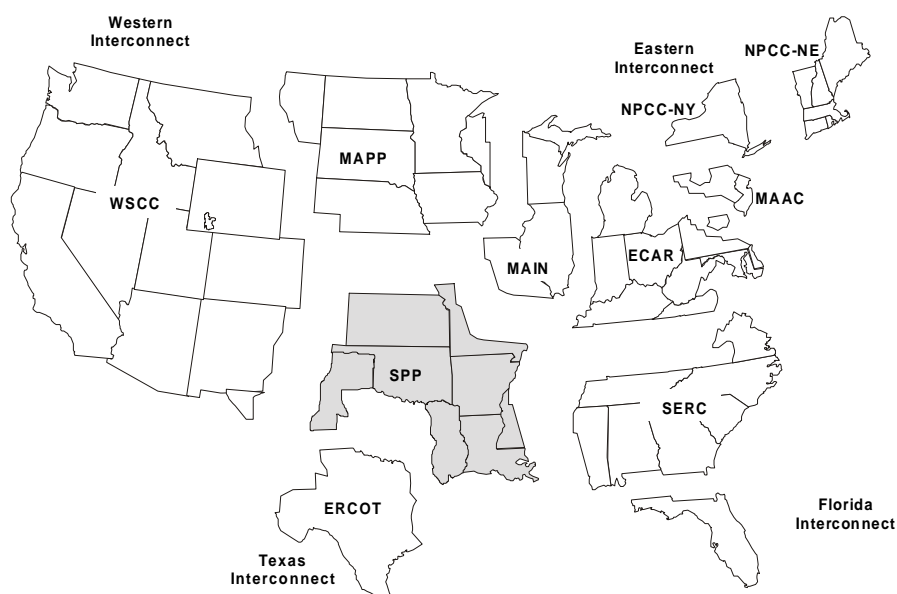 Western
Interconnect
Eastern
Interconnect
NPCC-NE
NPCC-NY
MAPP
WSCC
MAAC
MAIN
ECAR
SPP
SERC
ERCOT
Florida
Interconnect
Texas
Interconnect